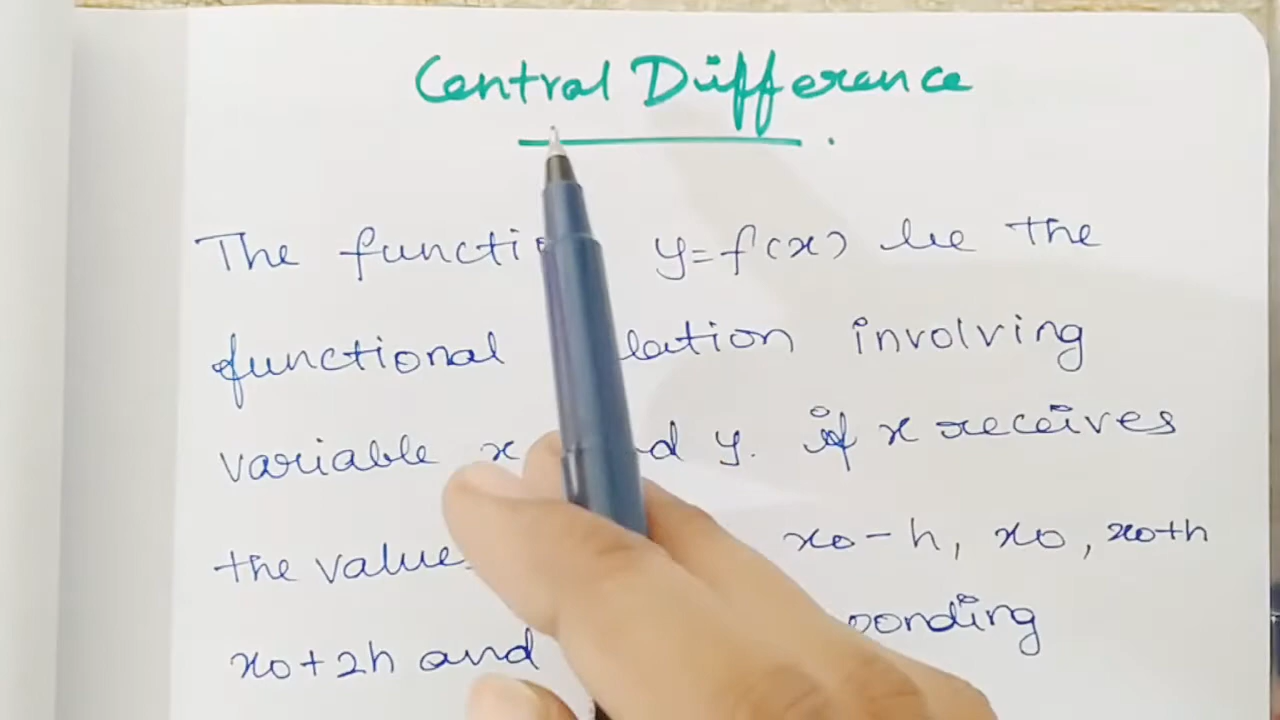 Central Difference
The functi y=f(x) be the
functional lation involving
variable x d y. if x receives
the value x0-h, x0, x0+h
x0+2h and ponding